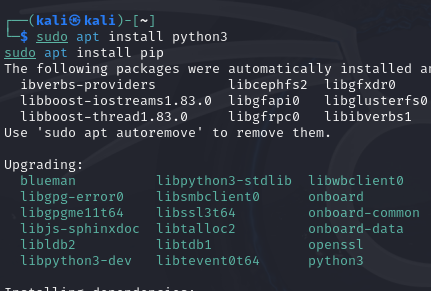 ┌──(kali㉿kali)-[~]
└─$ sudo apt install python3
sudo apt install pip
The following packages were automatically installed
ibverbs-providers libcephfs2 libgfxdr0
libboost-iostreams1.83.0 libgfapi0 libglusterfs0
libboost-thread1.83.0 libgfrpc0 libibverbs1
Use 'sudo apt autoremove' to remove them.
Upgrading:
blueman libpython3-stdlib libwbclient0
libgpg-error0 libsmbclient0 onboard
libgpgme11t64 libssl3t64 onboard-common
libjs-sphinxdoc libtalloc2 onboard-data
libldb2 libtdb1 openssl
libpython3-dev libtevent0t64 python3
Installing dependencies: